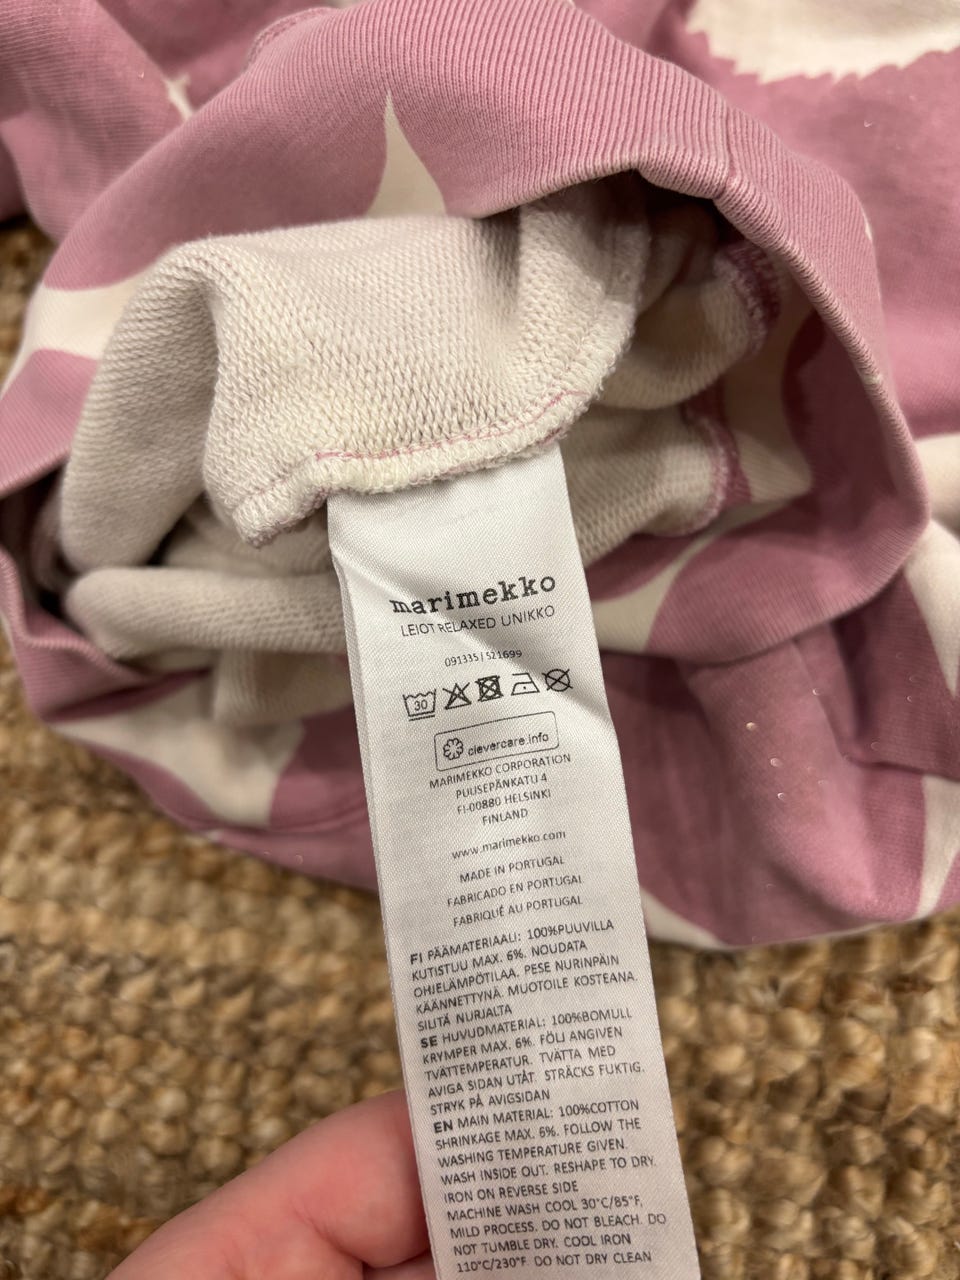 marimekko
LEIOT RELAXED UNIKKO
091335|521699
30
clevercare.info
MARIMEKKO CORPORATION
PUUSEPÄNKATU 4
FI-00880 HELSINKI
FINLAND
www.marimekko.com
MADE IN PORTUGAL
FABRICADO EN PORTUGAL
FABRIQUÉ AU PORTUGAL
FI PÄÄMATERIAALI: 100%PUUVILLA
KUTISTUU MAX. 6%. NOUDATA
OHJELÄMPÖTILAA. PESE NURINPÄIN
KÄÄNNETTYNÄ. MUOTOILE KOSTEANA.
SILITÄ NURJALTA
SE HUVUDMATERIAL: 100%BOMULL
KRYMPER MAX. 6%. FÖLJ ANGIVEN
TVÄTTEMPERATUR. TVÄTTA MED
AVIGA SIDAN UTÅT. STRÄCKS FUKTIG.
STRYK PÅ AVIGSIDAN
EN MAIN MATERIAL: 100%COTTON
SHRINKAGE MAX. 6%. FOLLOW THE
WASHING TEMPERATURE GIVEN.
WASH INSIDE OUT. RESHAPE TO DRY.
IRON ON REVERSE SIDE
MACHINE WASH COOL 30°C/85°F,
MILD PROCESS. DO NOT BLEACH. DO
NOT TUMBLE DRY. COOL IRON
110°C/230°F. DO NOT DRY CLEAN